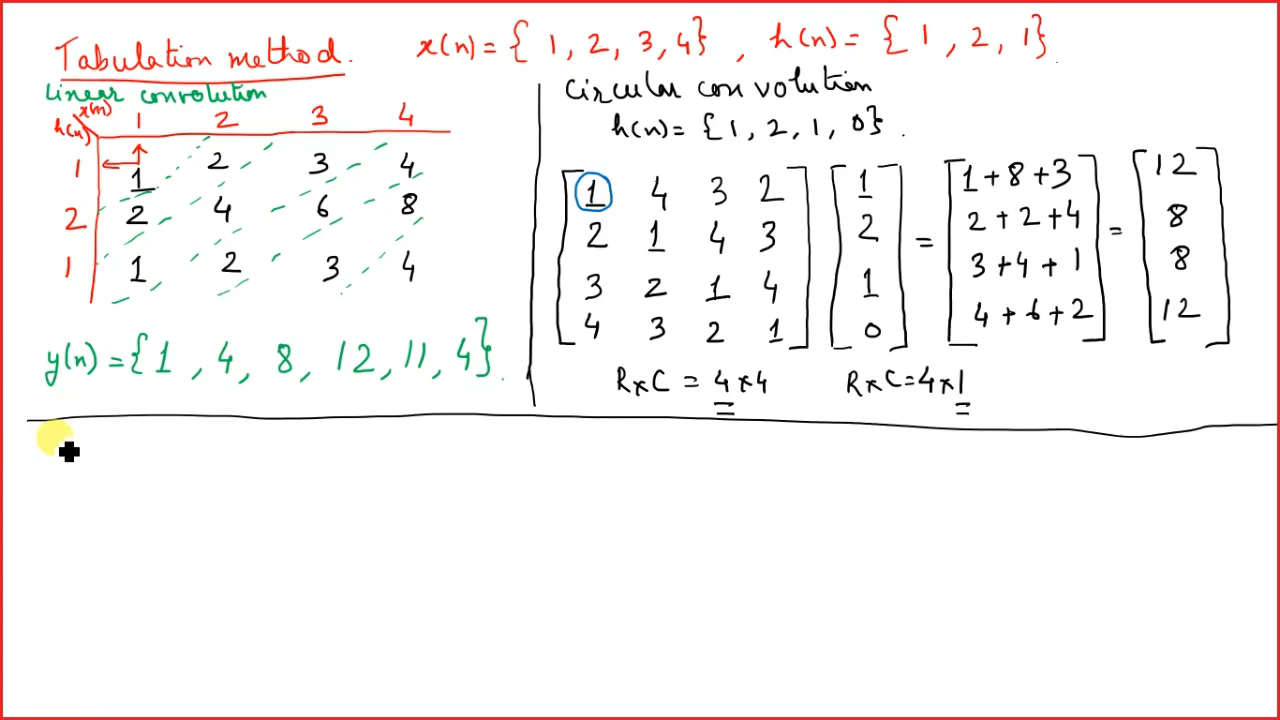 Tabulation method. x(n) = { 1, 2, 3, 4} , h(n) = { 1 , 2, 1}
Linear convolution
h(n) x(n) 1 2 3 4
1 1 2 3 4
2 2 4 6 8
1 1 2 3 4
y(n) = {1 , 4, 8, 12, 11, 4}.
Circular convolution
h(n) = {1, 2, 1, 0}.
[1 4 3 2] [1] = [1+8+3] = [12]
[2 1 4 3] [2] [2+2+4] [8]
[3 2 1 4] [1] [3+4+1] [8]
[4 3 2 1] [0] [4+6+2] [12]
R×C = 4×4 R×C = 4×1